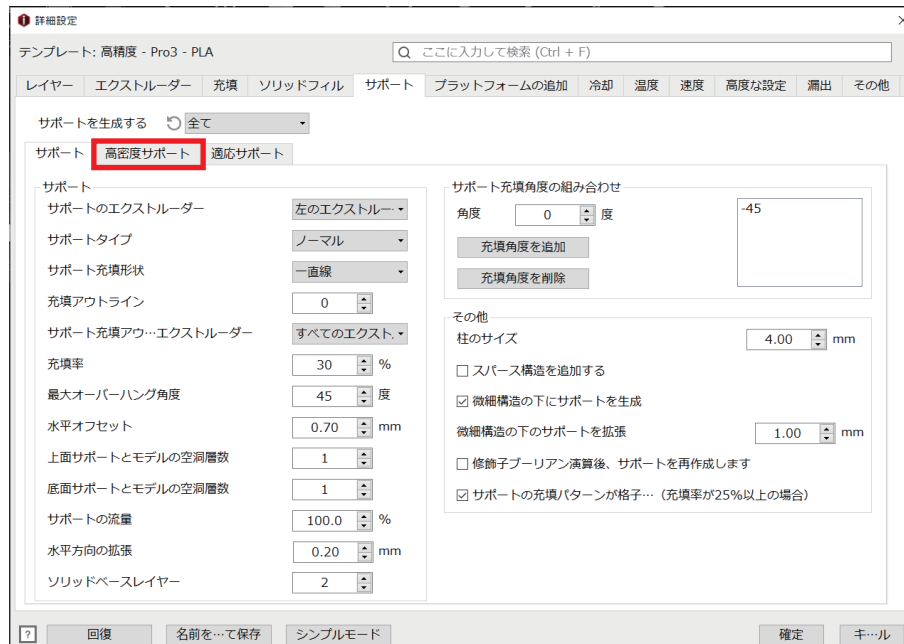 詳細設定
テンプレート: 高精度 - Pro3 - PLA
ここに入力して検索 (Ctrl + F)
レイヤー エクストルーダー 充填 ソリッドフィル サポート プラットフォームの追加 冷却 温度 速度 高度な設定 漏出 その他
サポートを生成する 全て
サポート 高密度サポート 適応サポート
サポート
サポートのエクストルーダー 左のエクストルー·
サポートタイプ ノーマル
サポート充填形状 一直線
充填アウトライン 0
サポート充填アウ…エクストルーダー すべてのエクスト.
充填率 30 %
最大オーバーハング角度 45 度
水平オフセット 0.70 mm
上面サポートとモデルの空洞層数 1
底面サポートとモデルの空洞層数 1
サポートの流量 100.0 %
水平方向の拡張 0.20 mm
ソリッドベースレイヤー 2
サポート充填角度の組み合わせ
角度 0 度
-45
充填角度を追加
充填角度を削除
その他
柱のサイズ 4.00 mm
スパース構造を追加する
微細構造の下にサポートを生成
微細構造の下のサポートを拡張 1.00 mm
修飾子ブーリアン演算後、サポートを再作成します
サポートの充填パターンが格子…（充填率が25%以上の場合）
? 回復 名前を…て保存 シンプルモード 確定 キ…ル